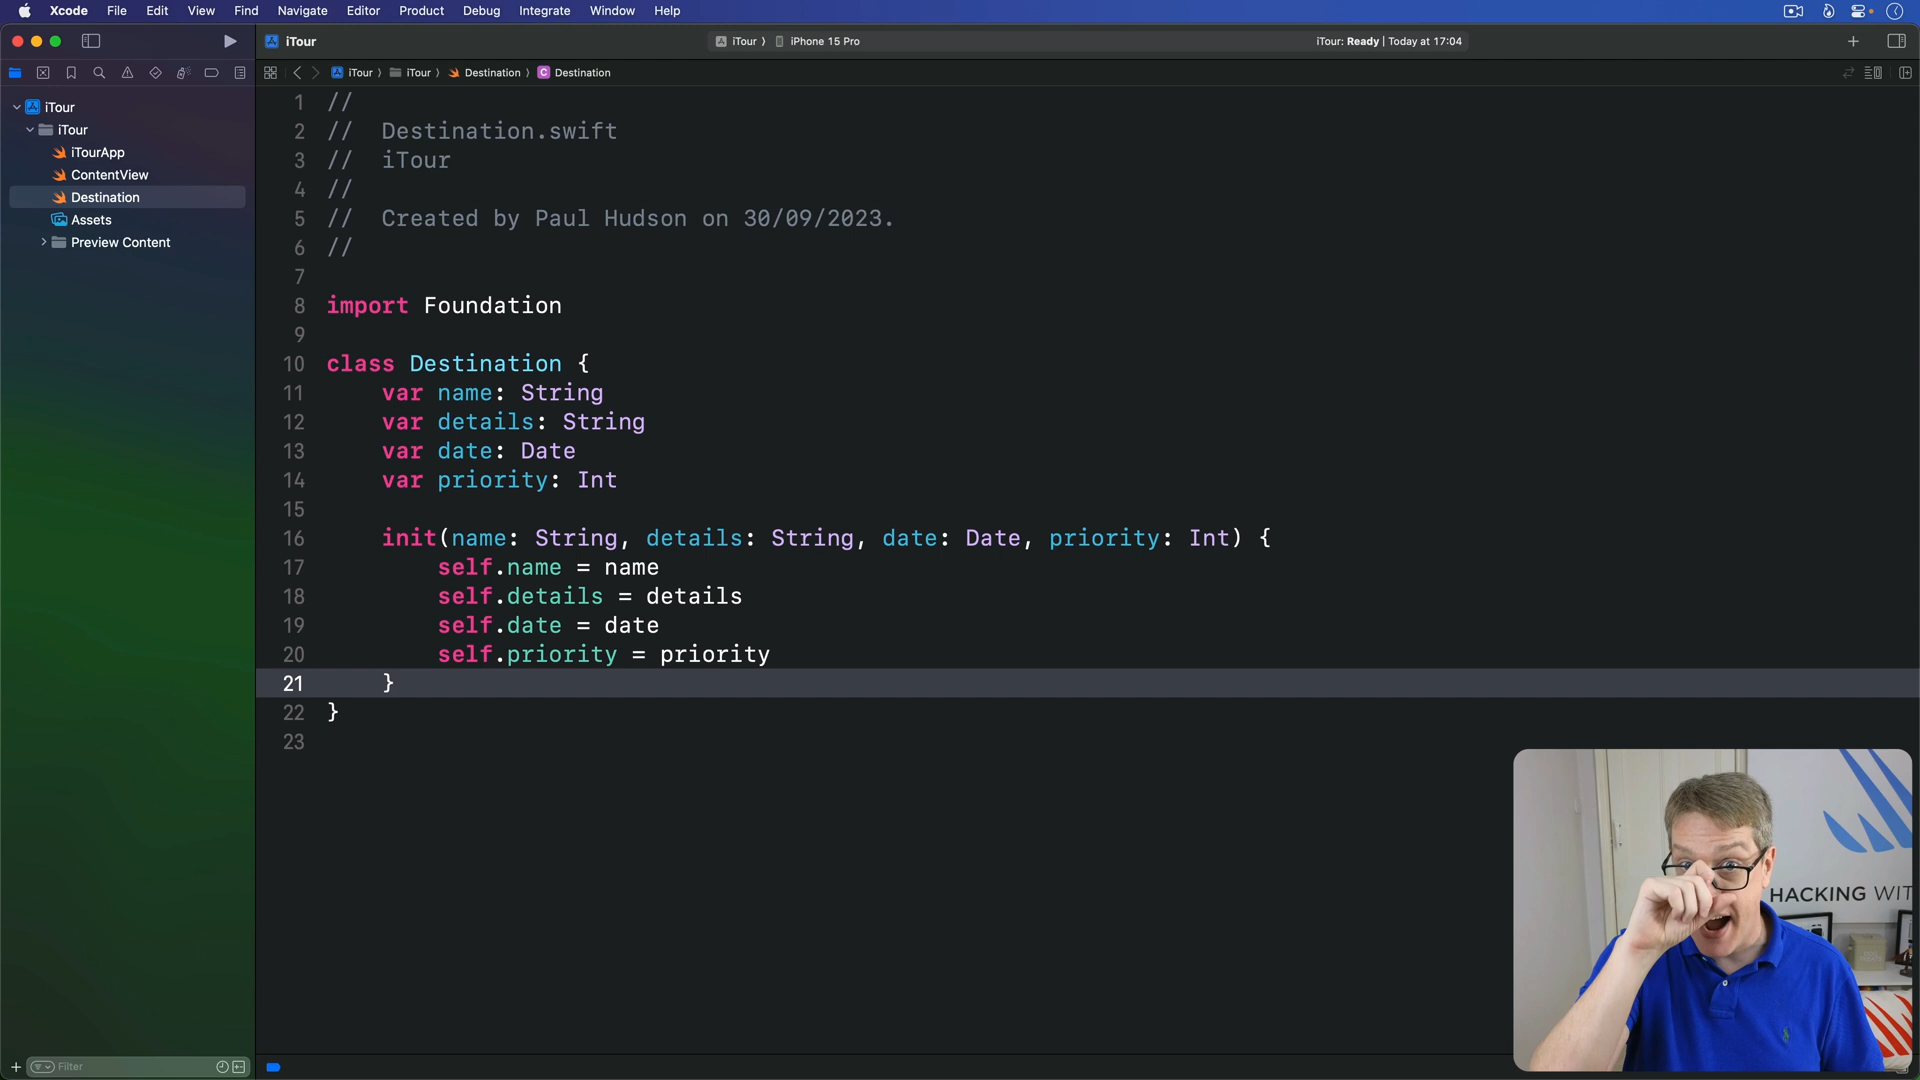 Xcode File Edit View Find Navigate Editor Product Debug Integrate Window Help
iTour
iTour iPhone 15 Pro
iTour: Ready | Today at 17:04
iTour iTour Destination Destination
iTour
iTour
iTourApp
ContentView
Destination
Assets
Preview Content
Filter
1 //
2 // Destination.swift
3 // iTour
4 //
5 // Created by Paul Hudson on 30/09/2023.
6 //
7
8 import Foundation
9
10 class Destination {
11 var name: String
12 var details: String
13 var date: Date
14 var priority: Int
15
16 init(name: String, details: String, date: Date, priority: Int) {
17 self.name = name
18 self.details = details
19 self.date = date
20 self.priority = priority
21 }
22 }
23
HACKING WIT